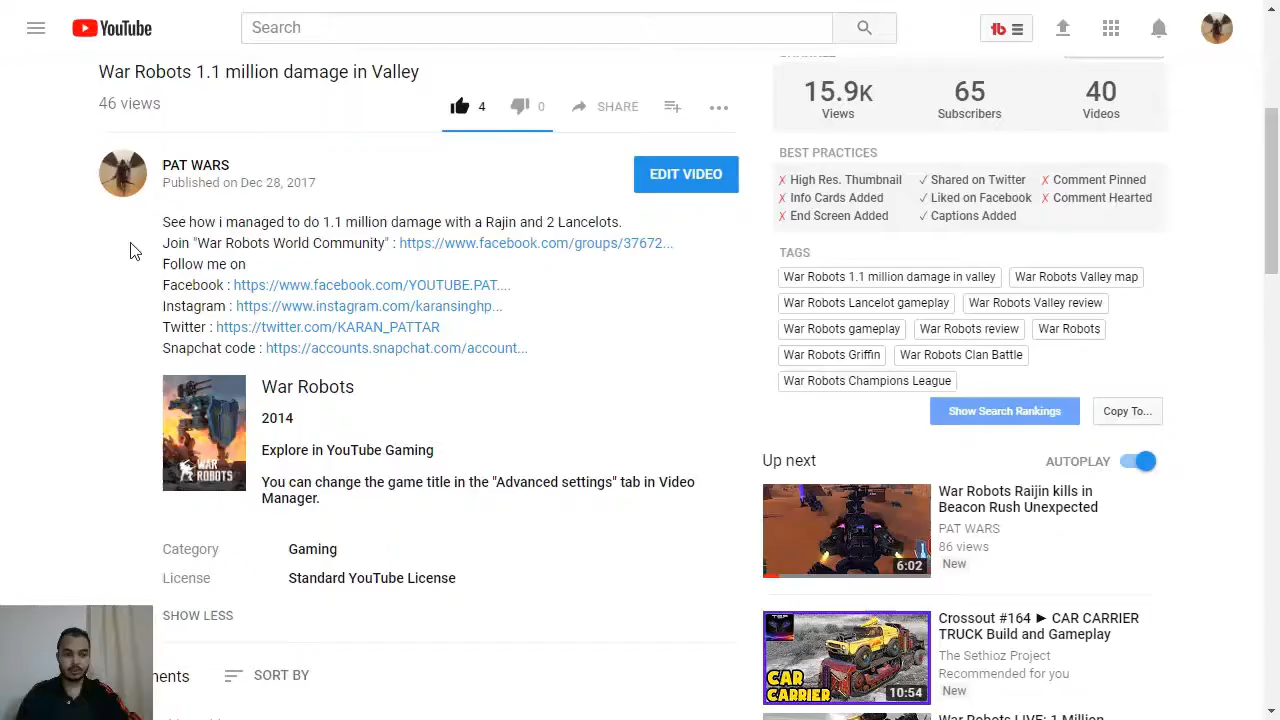 YouTube
Search
tb
War Robots 1.1 million damage in Valley
46 views
4
0
SHARE
PAT WARS
Published on Dec 28, 2017
EDIT VIDEO
See how i managed to do 1.1 million damage with a Rajin and 2 Lancelots.
Join "War Robots World Community" : https://www.facebook.com/groups/37672...
Follow me on
Facebook : https://www.facebook.com/YOUTUBE.PAT....
Instagram : https://www.instagram.com/karansinghp...
Twitter : https://twitter.com/KARAN_PATTAR
Snapchat code : https://accounts.snapchat.com/account...
WAR ROBOTS
War Robots
2014
Explore in YouTube Gaming
You can change the game title in the "Advanced settings" tab in Video
Manager.
Category Gaming
License Standard YouTube License
SHOW LESS
SORT BY
15.9K 65 40
Views Subscribers Videos
BEST PRACTICES
✗ High Res. Thumbnail ✓ Shared on Twitter ✗ Comment Pinned
✗ Info Cards Added ✓ Liked on Facebook ✗ Comment Hearted
✗ End Screen Added ✓ Captions Added
TAGS
War Robots 1.1 million damage in valley War Robots Valley map
War Robots Lancelot gameplay War Robots Valley review
War Robots gameplay War Robots review War Robots
War Robots Griffin War Robots Clan Battle
War Robots Champions League
Show Search Rankings Copy To...
Up next AUTOPLAY
6:02
War Robots Raijin kills in
Beacon Rush Unexpected
PAT WARS
86 views
New
CAR
CARRIER
10:54
Crossout #164 ► CAR CARRIER
TRUCK Build and Gameplay
The Sethioz Project
Recommended for you
New
War Robots LIVE: 1 Million